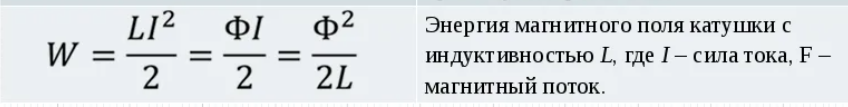 W = LI²/2 = ΦI/2 = Φ²/2L
Энергия магнитного поля катушки с
индуктивностью L, где I – сила тока, F –
магнитный поток.